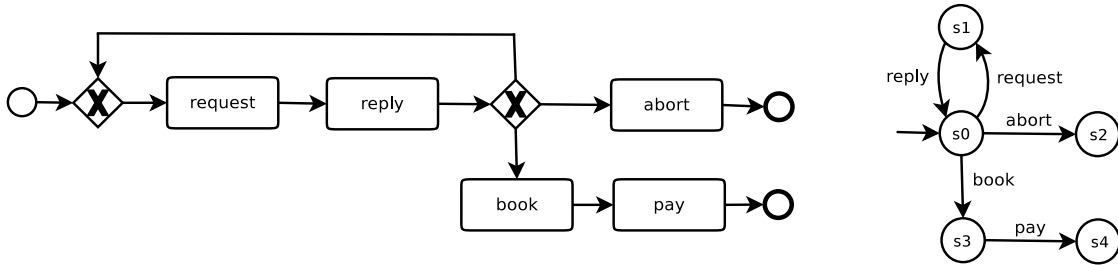 request
reply
abort
book
pay
s1
reply
request
s0
abort
s2
book
s3
pay
s4